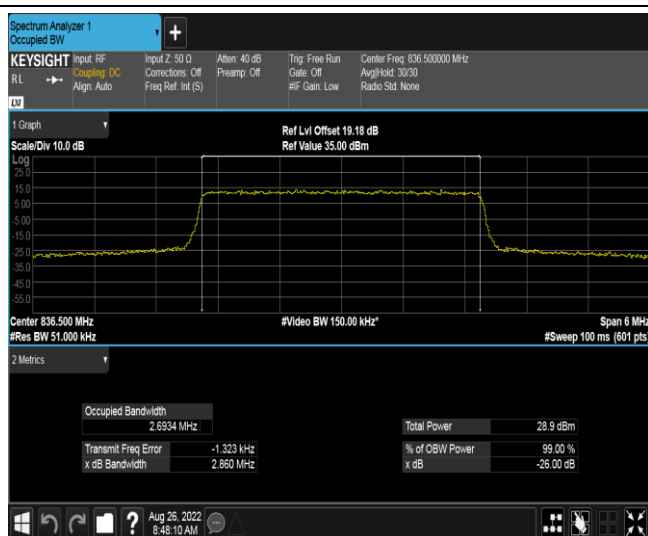 Spectrum Analyzer 1
Occupied BW
+
KEYSIGHT
RL
LXI
Input: RF
Coupling: DC
Align: Auto
Input Z: 50 Ω
Corrections: Off
Freq Ref: Int (S)
Atten: 40 dB
Preamp: Off
Trig: Free Run
Gate: Off
#IF Gain: Low
Center Freq: 836.500000 MHz
Avg|Hold: 30/30
Radio Std: None
1 Graph
Scale/Div 10.0 dB
Ref Lvl Offset 19.18 dB
Ref Value 35.00 dBm
Log
25.0
15.0
5.00
-5.00
-15.0
-25.0
-35.0
-45.0
-55.0
Center 836.500 MHz
#Res BW 51.000 kHz
#Video BW 150.00 kHz*
Span 6 MHz
#Sweep 100 ms (601 pts)
2 Metrics
Occupied Bandwidth
2.6934 MHz
Transmit Freq Error -1.323 kHz
x dB Bandwidth 2.860 MHz
Total Power 28.9 dBm
% of OBW Power 99.00 %
x dB -26.00 dB
?
Aug 26, 2022
8:48:10 AM